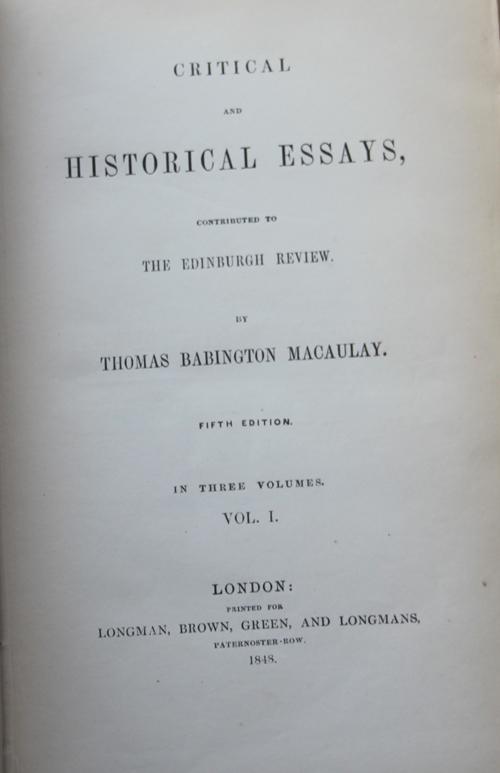 CRITICAL
AND
HISTORICAL ESSAYS,
CONTRIBUTED TO
THE EDINBURGH REVIEW.
BY
THOMAS BABINGTON MACAULAY.
FIFTH EDITION.
IN THREE VOLUMES.
VOL. I.
LONDON:
PRINTED FOR
LONGMAN, BROWN, GREEN, AND LONGMANS,
PATERNOSTER-ROW.
1848.